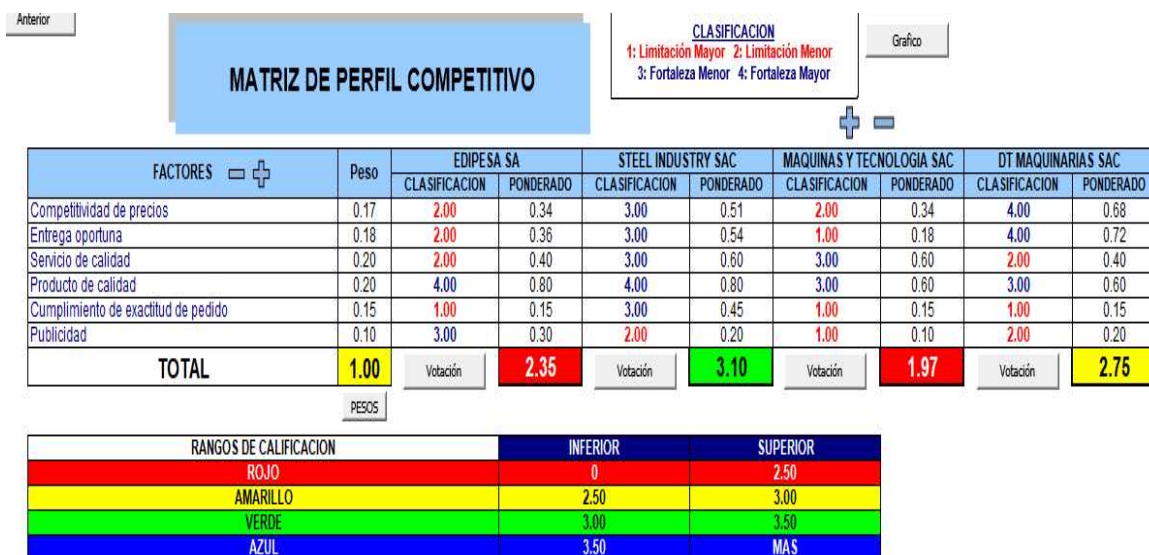 Anterior
CLASIFICACION
1: Limitación Mayor 2: Limitación Menor
3: Fortaleza Menor 4: Fortaleza Mayor
Grafico
MATRIZ DE PERFIL COMPETITIVO
FACTORES Peso EDIPESA SA STEEL INDUSTRY SAC MAQUINAS Y TECNOLOGIA SAC DT MAQUINARIAS SAC
CLASIFICACION PONDERADO CLASIFICACION PONDERADO CLASIFICACION PONDERADO CLASIFICACION PONDERADO
Competitividad de precios 0.17 2.00 0.34 3.00 0.51 2.00 0.34 4.00 0.68
Entrega oportuna 0.18 2.00 0.36 3.00 0.54 1.00 0.18 4.00 0.72
Servicio de calidad 0.20 2.00 0.40 3.00 0.60 3.00 0.60 2.00 0.40
Producto de calidad 0.20 4.00 0.80 4.00 0.80 3.00 0.60 3.00 0.60
Cumplimiento de exactitud de pedido 0.15 1.00 0.15 3.00 0.45 1.00 0.15 1.00 0.15
Publicidad 0.10 3.00 0.30 2.00 0.20 1.00 0.10 2.00 0.20
TOTAL 1.00 Votación 2.35 Votación 3.10 Votación 1.97 Votación 2.75
PESOS
RANGOS DE CALIFICACION INFERIOR SUPERIOR
ROJO 0 2.50
AMARILLO 2.50 3.00
VERDE 3.00 3.50
AZUL 3.50 MAS